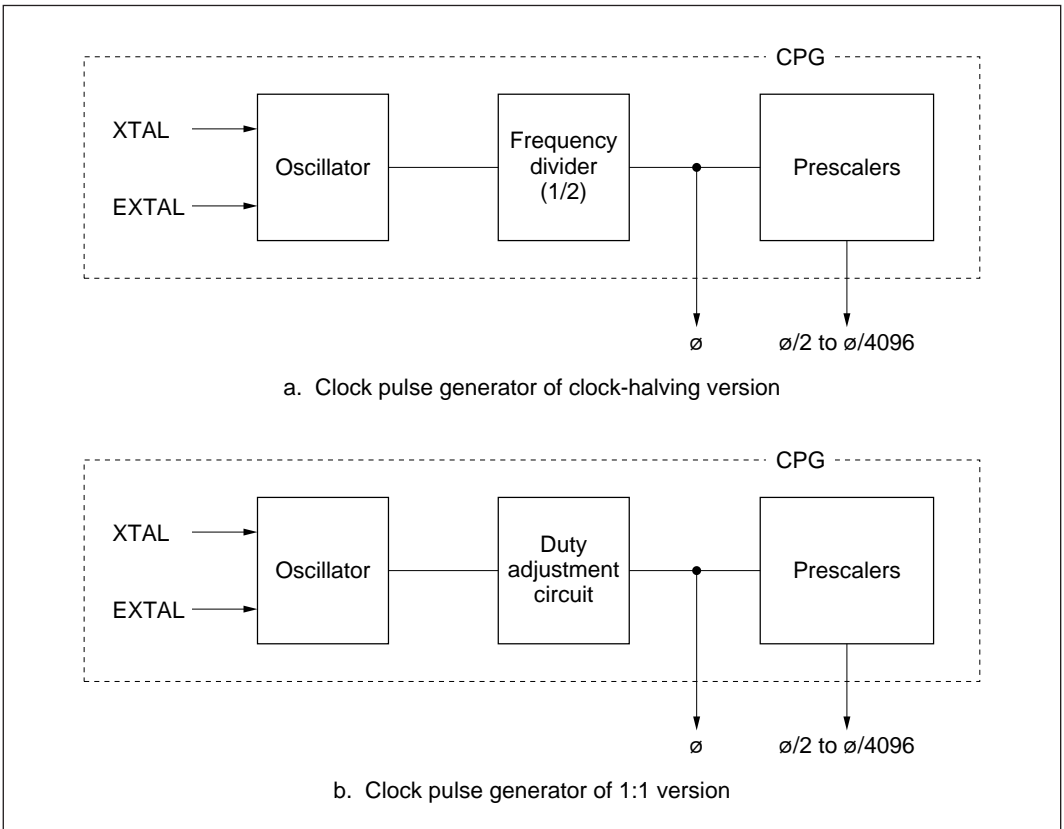 CPG
XTAL
EXTAL
Oscillator
Frequency
divider
(1/2)
Prescalers
ø
ø/2 to ø/4096
a. Clock pulse generator of clock-halving version
CPG
XTAL
EXTAL
Oscillator
Duty
adjustment
circuit
Prescalers
ø
ø/2 to ø/4096
b. Clock pulse generator of 1:1 version